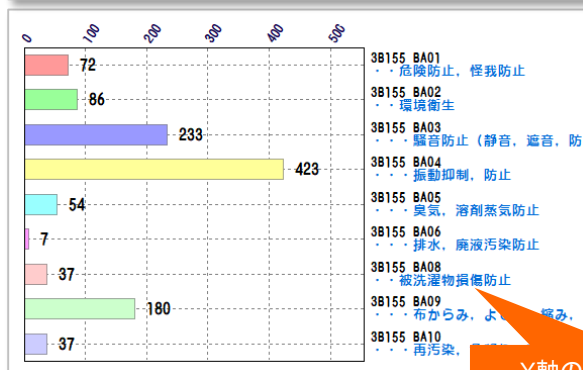 0 100 200 300 400 500
72 3B155 BA01
・・危険防止，怪我防止
86 3B155 BA02
・・環境衛生
233 3B155 BA03
・・・騒音防止（静音，遮音，防
423 3B155 BA04
・・・振動抑制，防止
54 3B155 BA05
・・・臭気，溶剤蒸気防止
7 3B155 BA06
・・・排水，廃液汚染防止
37 3B155 BA08
・・被洗濯物損傷防止
180 3B155 BA09
・・・布からみ，よ 縮み，
37 3B155 BA10
・・・再汚染，